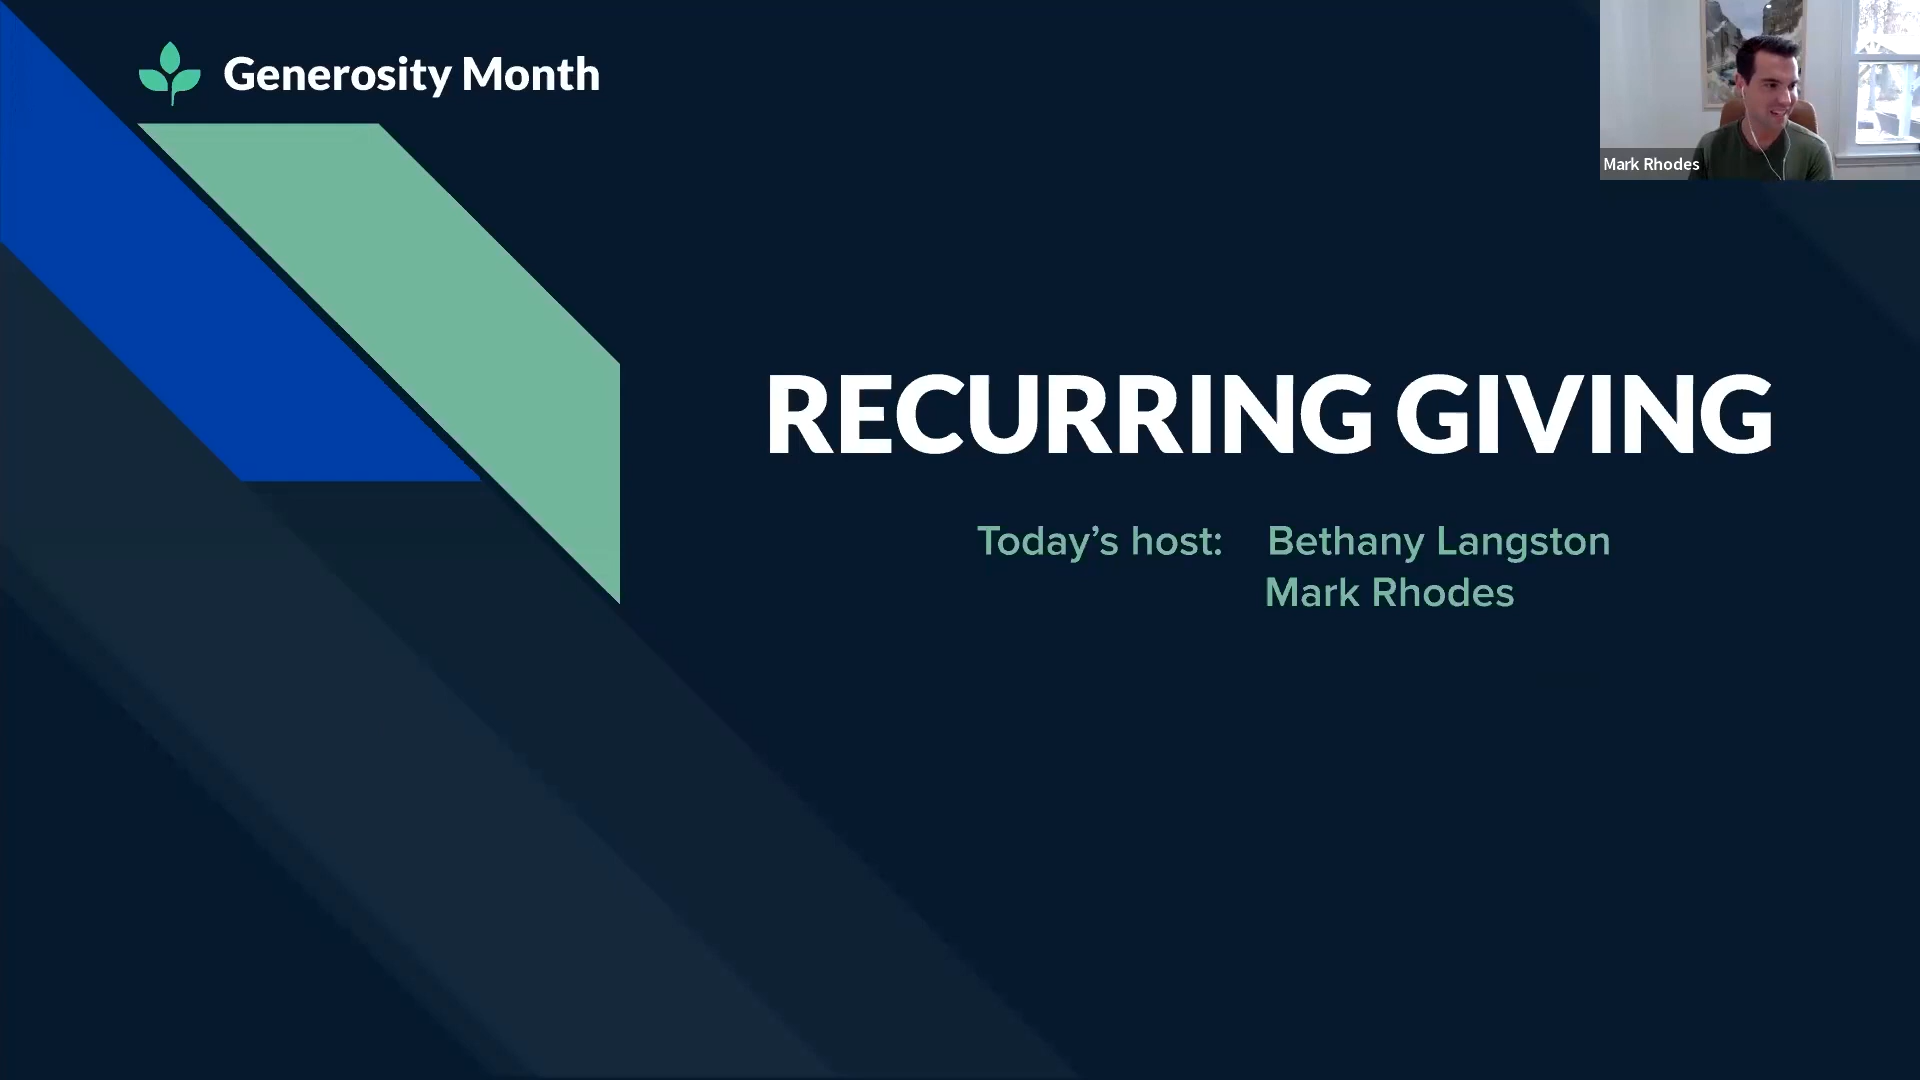 Generosity Month
Mark Rhodes
RECURRING GIVING
Today’s host: Bethany Langston
Mark Rhodes